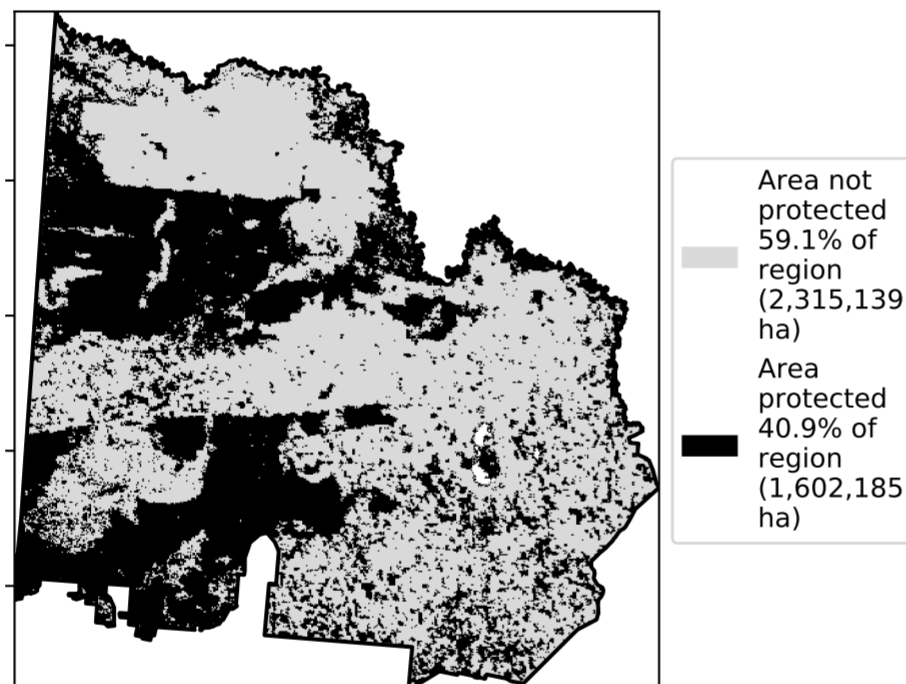 Area not
protected
59.1% of
region
(2,315,139
ha)
Area
protected
40.9% of
region
(1,602,185
ha)